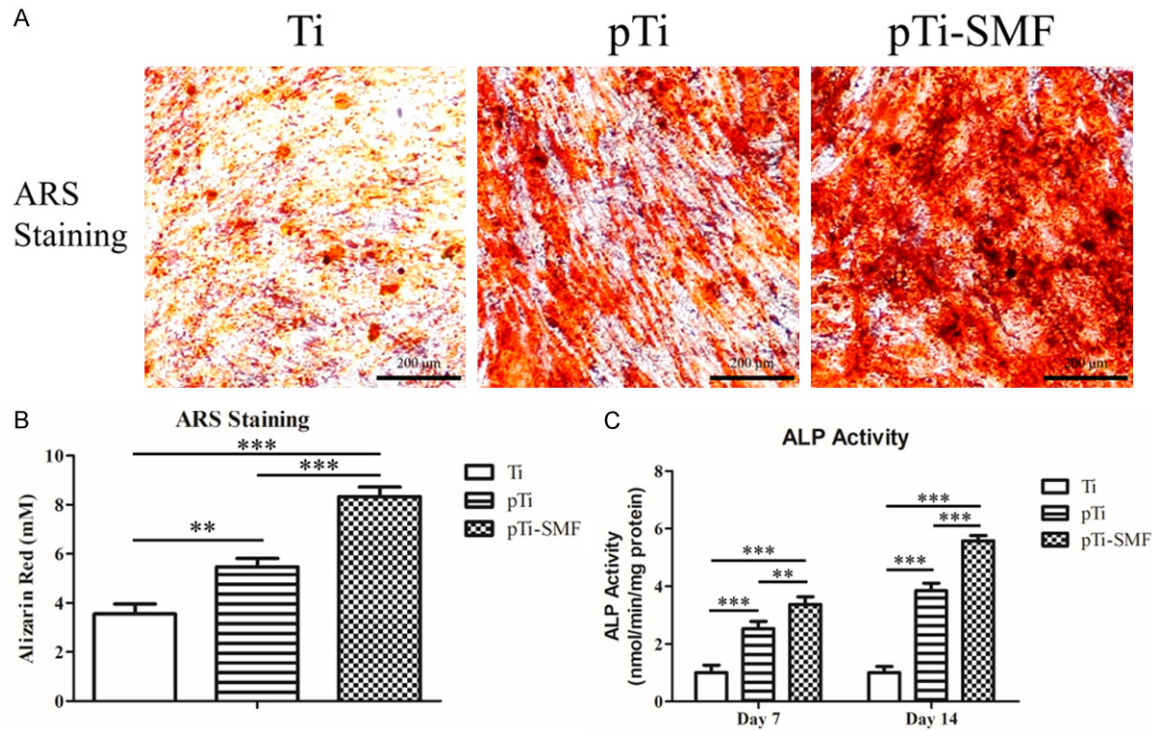 A
Ti
pTi
pTi-SMF
ARS
Staining
200 µm
200 µm
200 µm
B
ARS Staining
Alizarin Red (mM)
10
8
6
4
2
0
***
***
**
Ti
pTi
pTi-SMF
C
ALP Activity
ALP Activity
(nmol/min/mg protein)
8
6
4
2
0
***
***
**
***
***
***
Day 7
Day 14
Ti
pTi
pTi-SMF